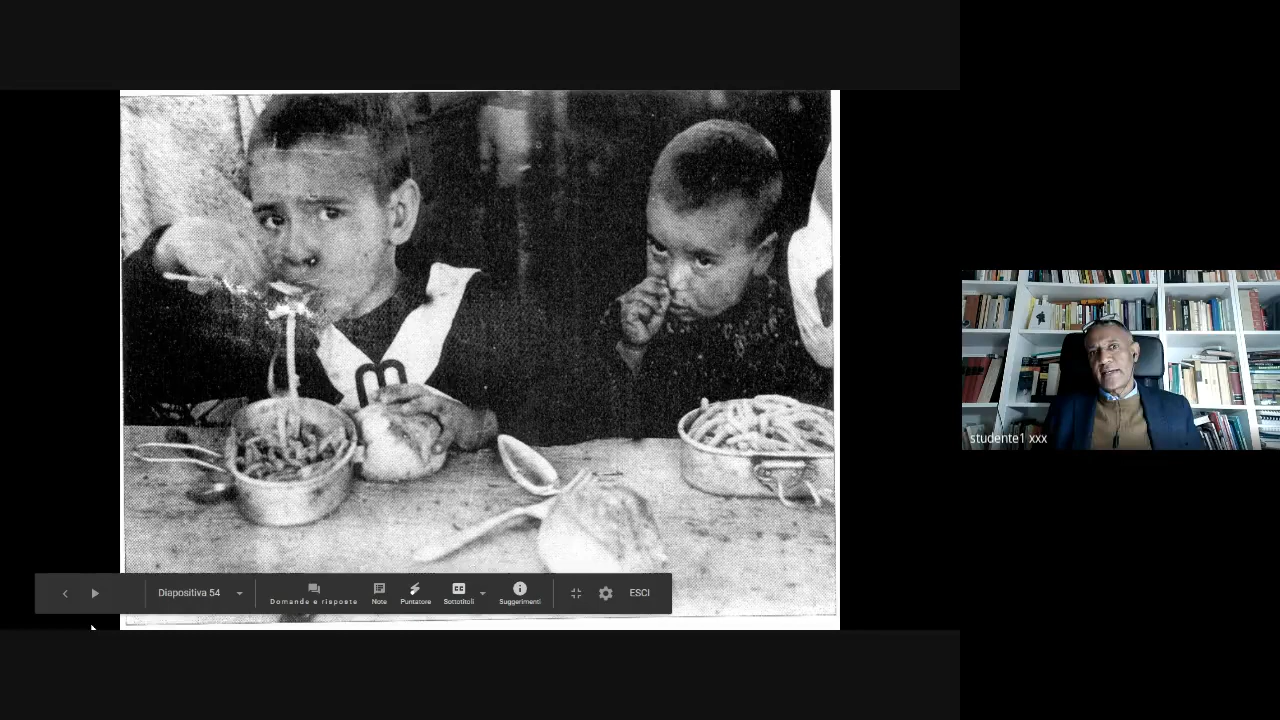 studente1 xxx
Diapositiva 54
Domande e risposte
Note
Puntatore
Sottotitoli
Suggerimenti
ESCI